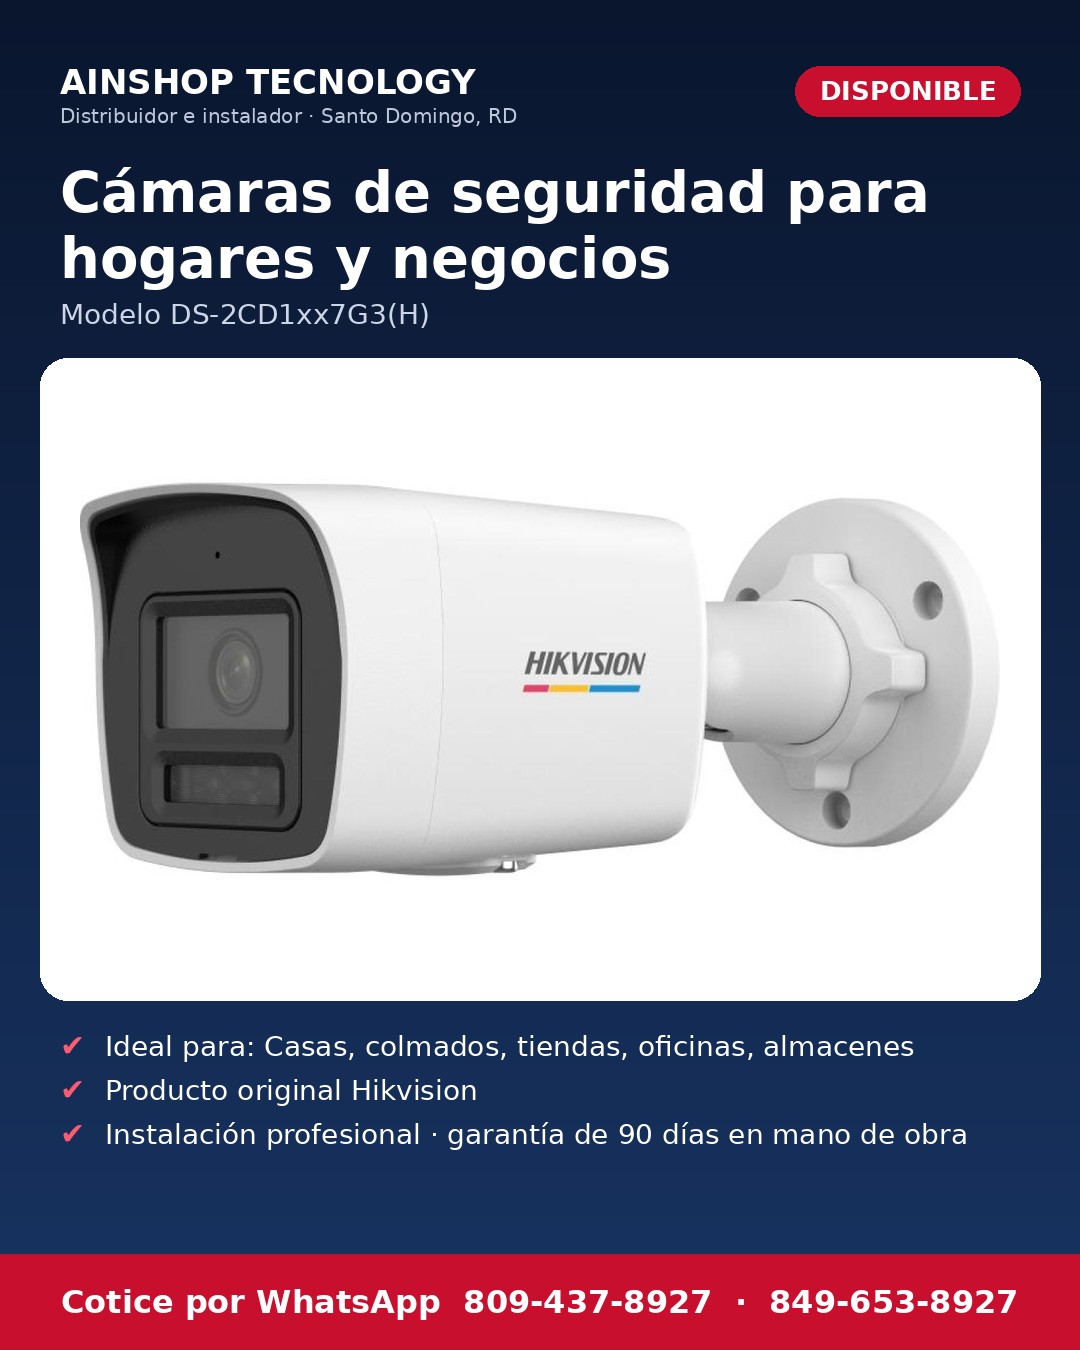 AINSHOP TECNOLOGY
DISPONIBLE
Distribuidor e instalador · Santo Domingo, RD
Cámaras de seguridad para
hogares y negocios
Modelo DS-2CD1xx7G3(H)
HIKVISION
✔ Ideal para: Casas, colmados, tiendas, oficinas, almacenes
✔ Producto original Hikvision
✔ Instalación profesional · garantía de 90 días en mano de obra
Cotice por WhatsApp 809-437-8927 · 849-653-8927